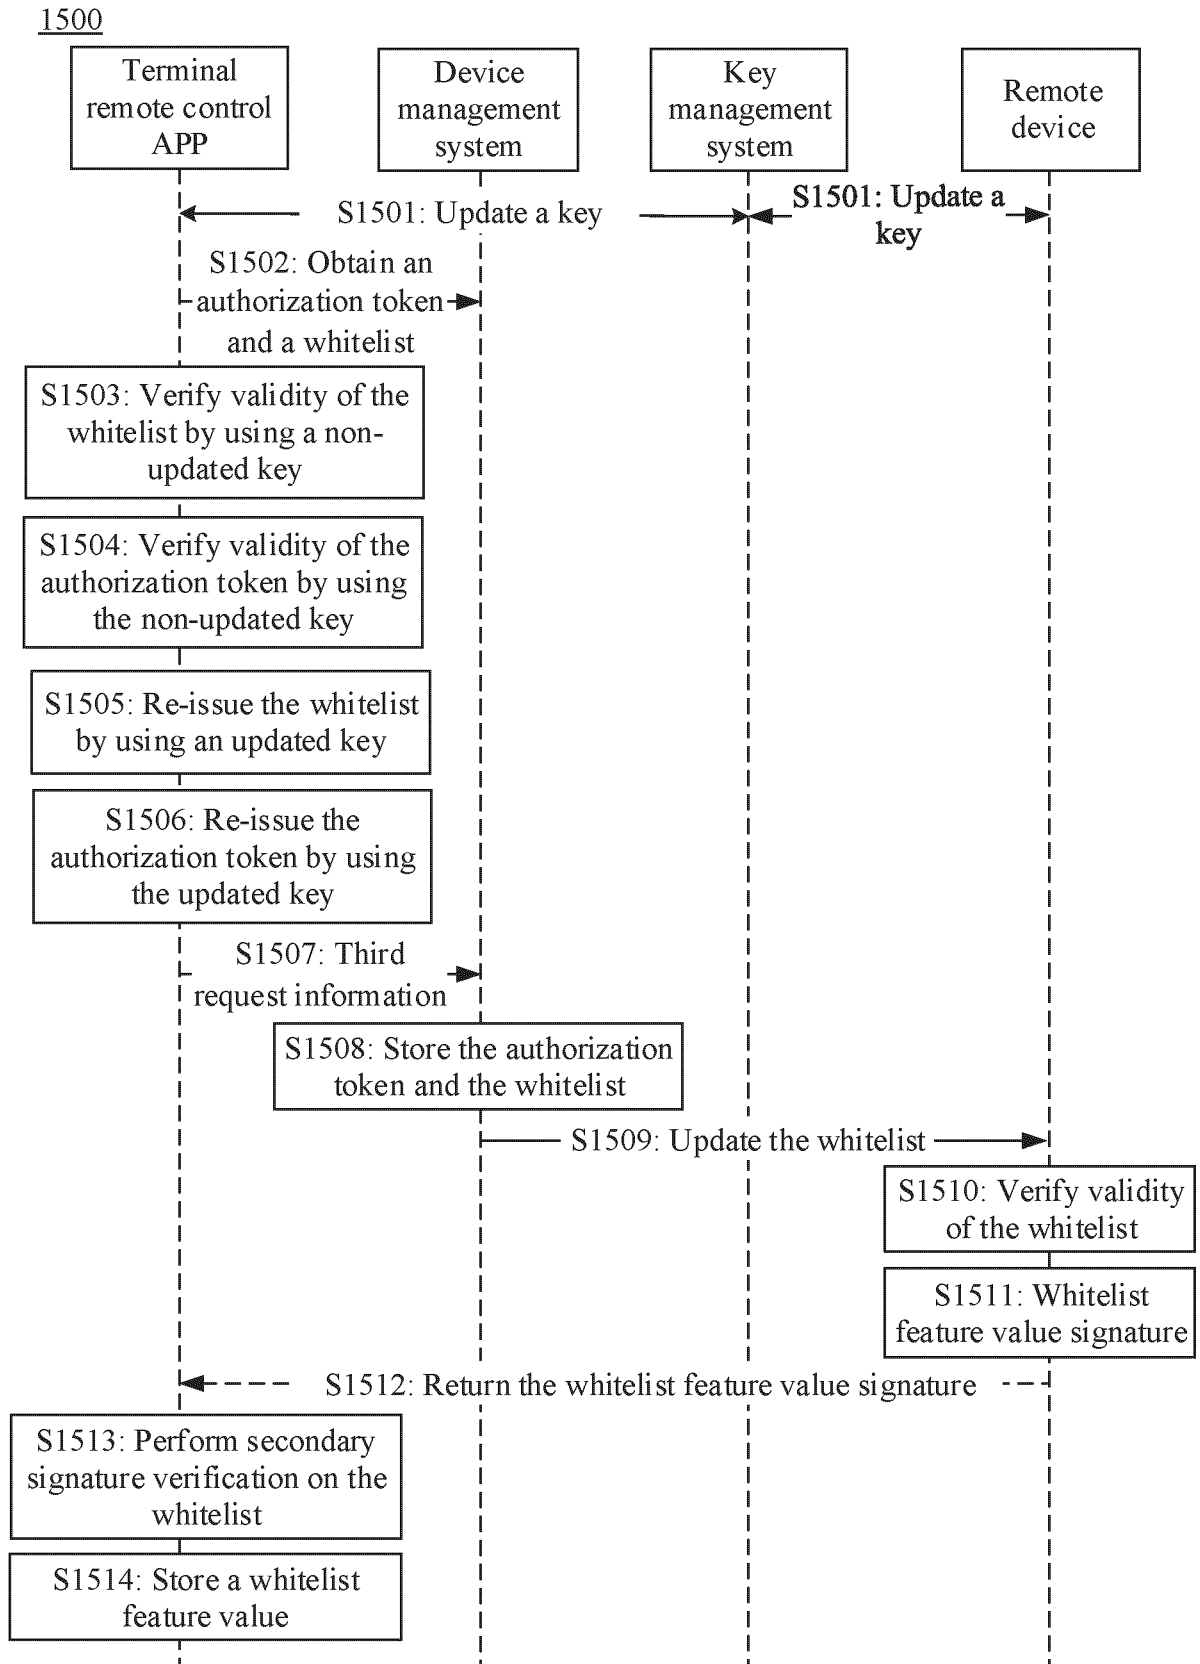 1500
Terminal
remote control
APP
Device
management
system
Key
management
system
Remote
device
S1501: Update a key
S1501: Update a
key
S1502: Obtain an
authorization token
and a whitelist
S1503: Verify validity of the
whitelist by using a non-
updated key
S1504: Verify validity of the
authorization token by using
the non-updated key
S1505: Re-issue the whitelist
by using an updated key
S1506: Re-issue the
authorization token by using
the updated key
S1507: Third
request information
S1508: Store the authorization
token and the whitelist
S1509: Update the whitelist
S1510: Verify validity
of the whitelist
S1511: Whitelist
feature value signature
S1512: Return the whitelist feature value signature
S1513: Perform secondary
signature verification on the
whitelist
S1514: Store a whitelist
feature value